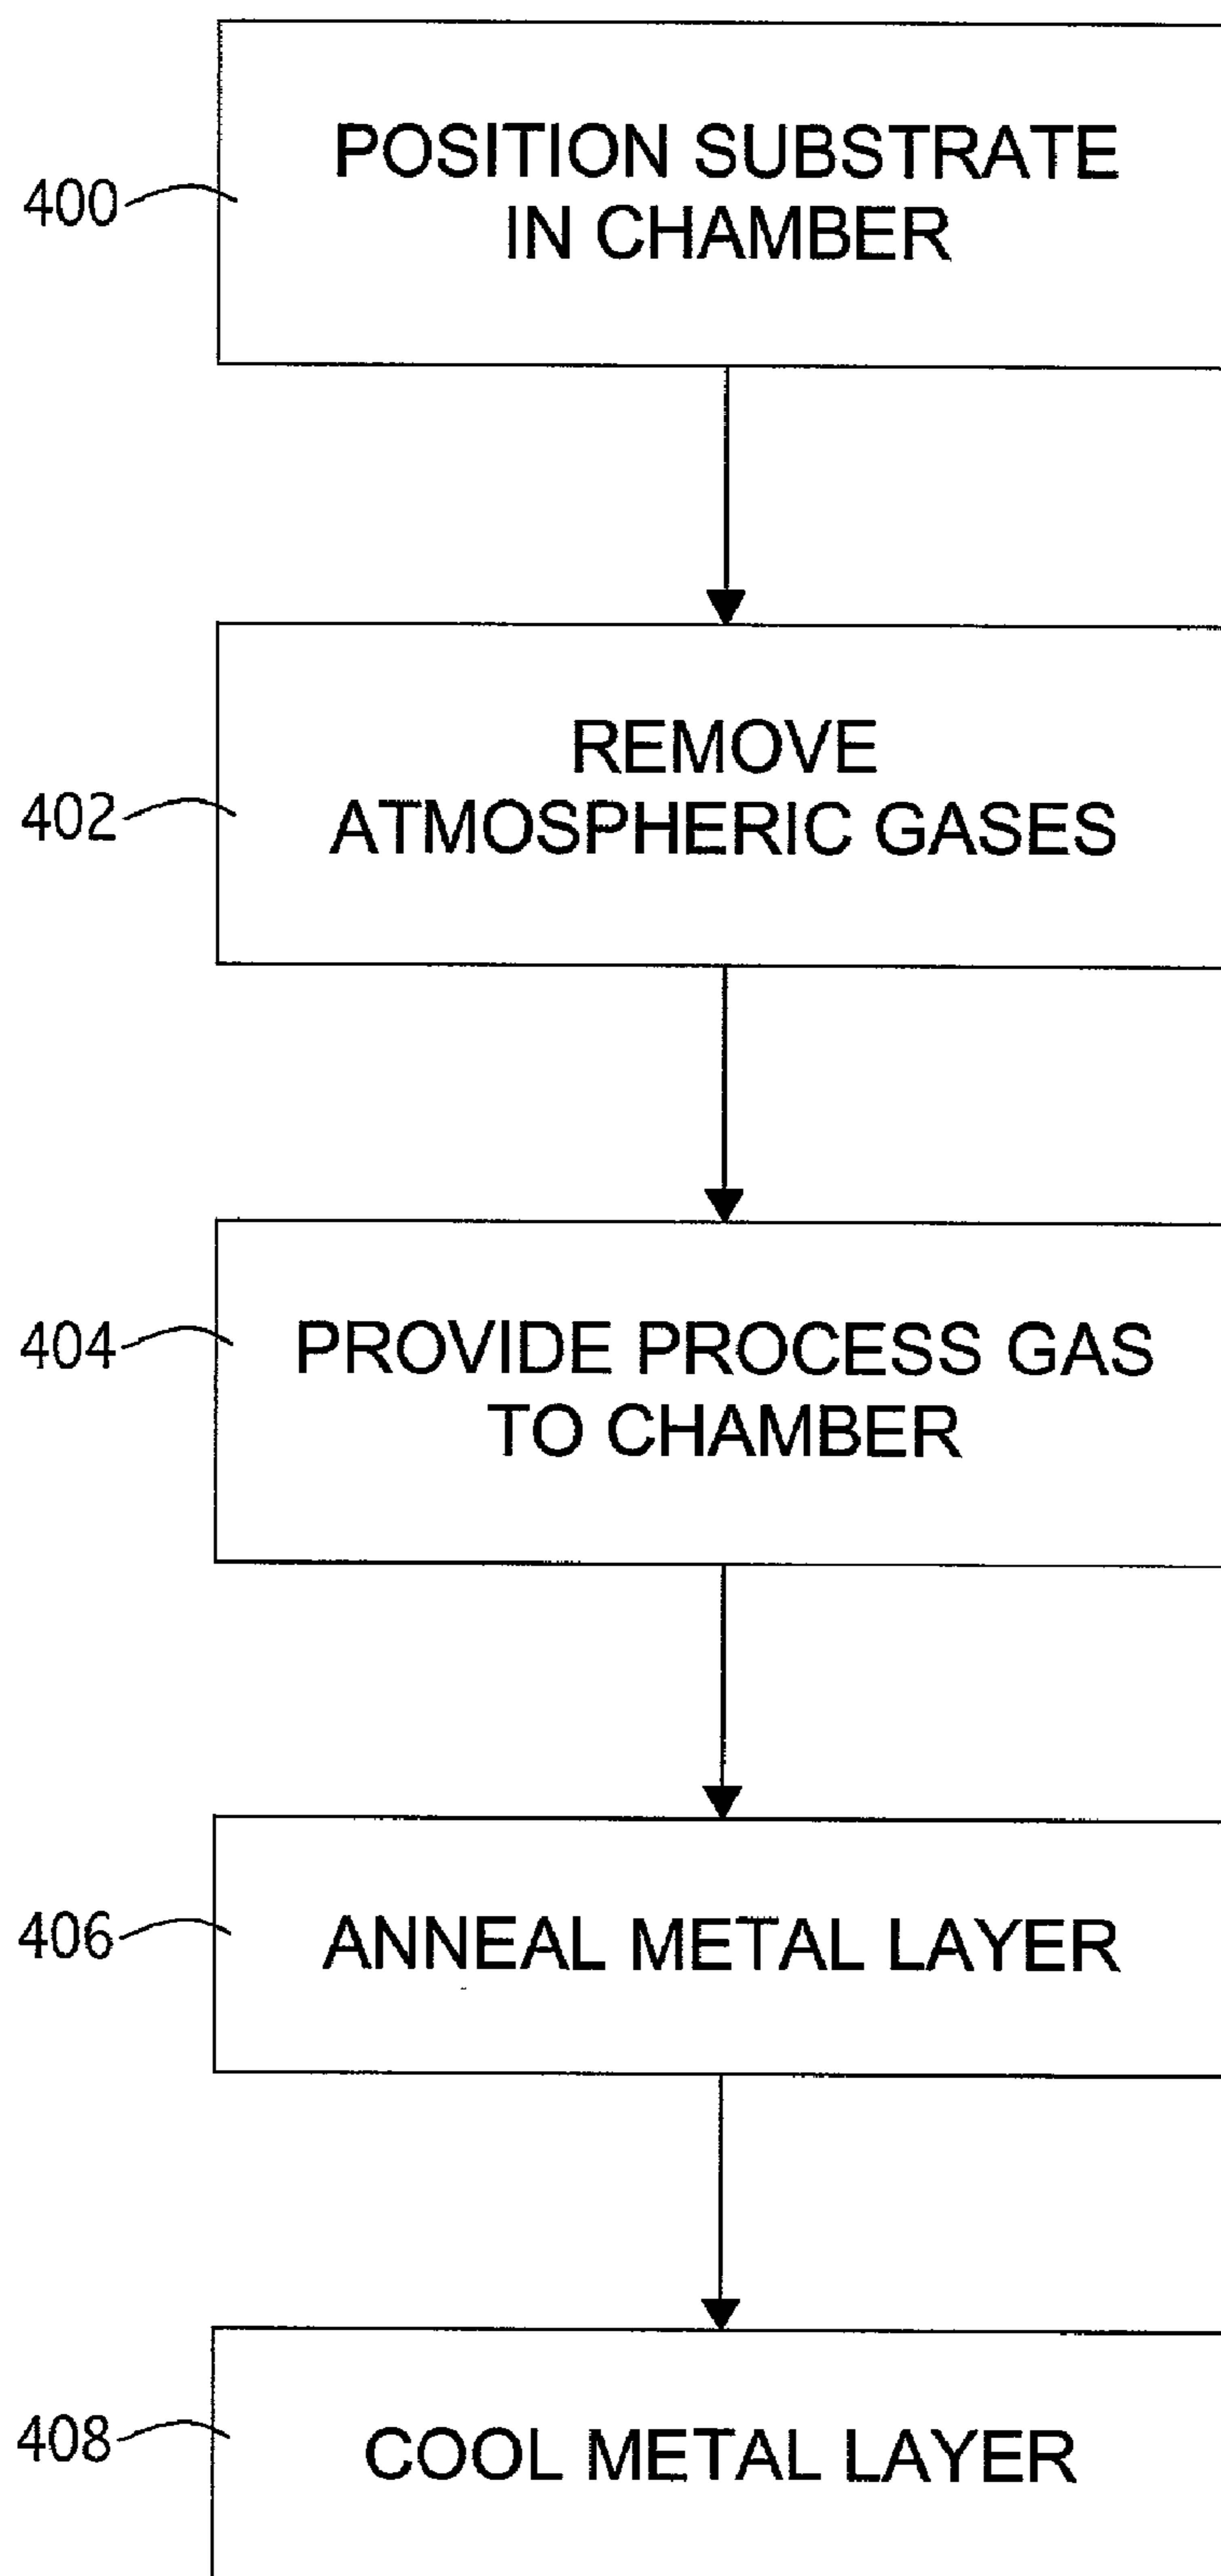 POSITION SUBSTRATE
400
IN CHAMBER
REMOVE
402
ATMOSPHERIC GASES
404
PROVIDE PROCESS GAS
TO CHAMBER
406
ANNEAL METAL LAYER
408
COOL METAL LAYER